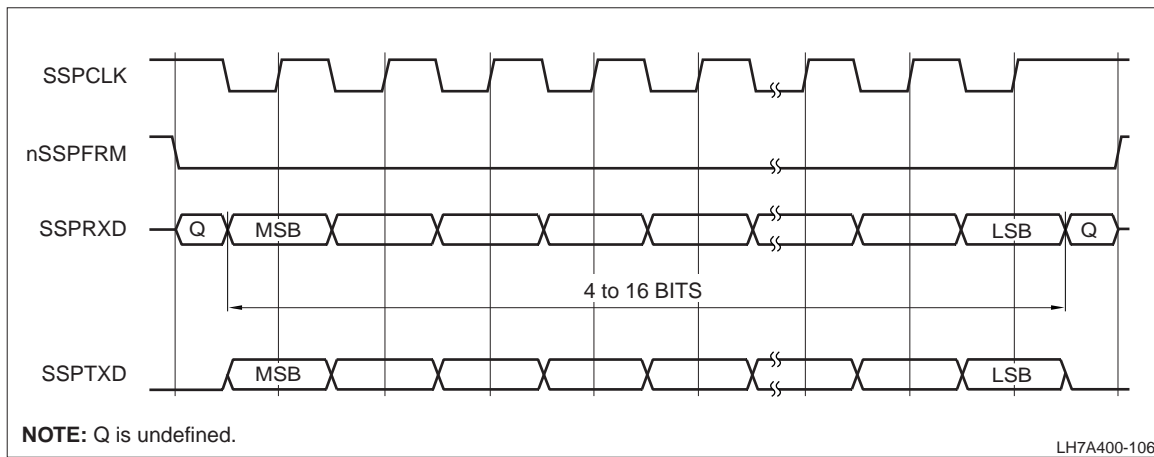 SSPCLK
nSSPFRM
SSPRXD Q MSB LSB Q
4 to 16 BITS
SSPTXD MSB LSB
NOTE: Q is undefined.
LH7A400-106